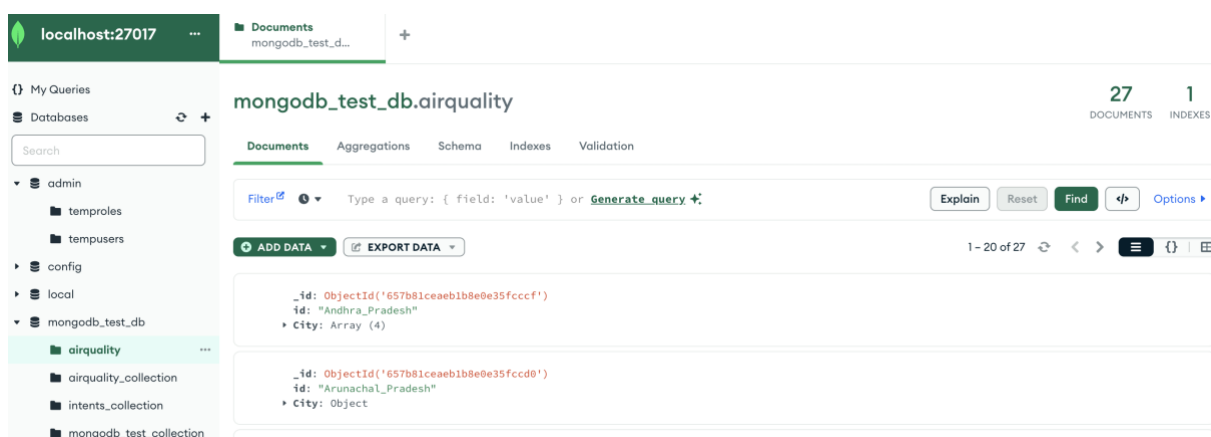 localhost:27017 ...
Documents
mongodb_test_d...
+
{} My Queries
Databases
+
Search
admin
temproles
tempusers
config
local
mongodb_test_db
airquality ...
airquality_collection
intents_collection
mongodb_test_collection
mongodb_test_db.airquality
27
DOCUMENTS
1
INDEXES
Documents Aggregations Schema Indexes Validation
Filter Type a query: { field: 'value' } or Generate query Explain Reset Find </> Options
ADD DATA EXPORT DATA 1 – 20 of 27 {}
_id: ObjectId('657b81ceaeb1b8e0e35fcccf')
id: "Andhra_Pradesh"
City: Array (4)
_id: ObjectId('657b81ceaeb1b8e0e35fccd0')
id: "Arunachal_Pradesh"
City: Object